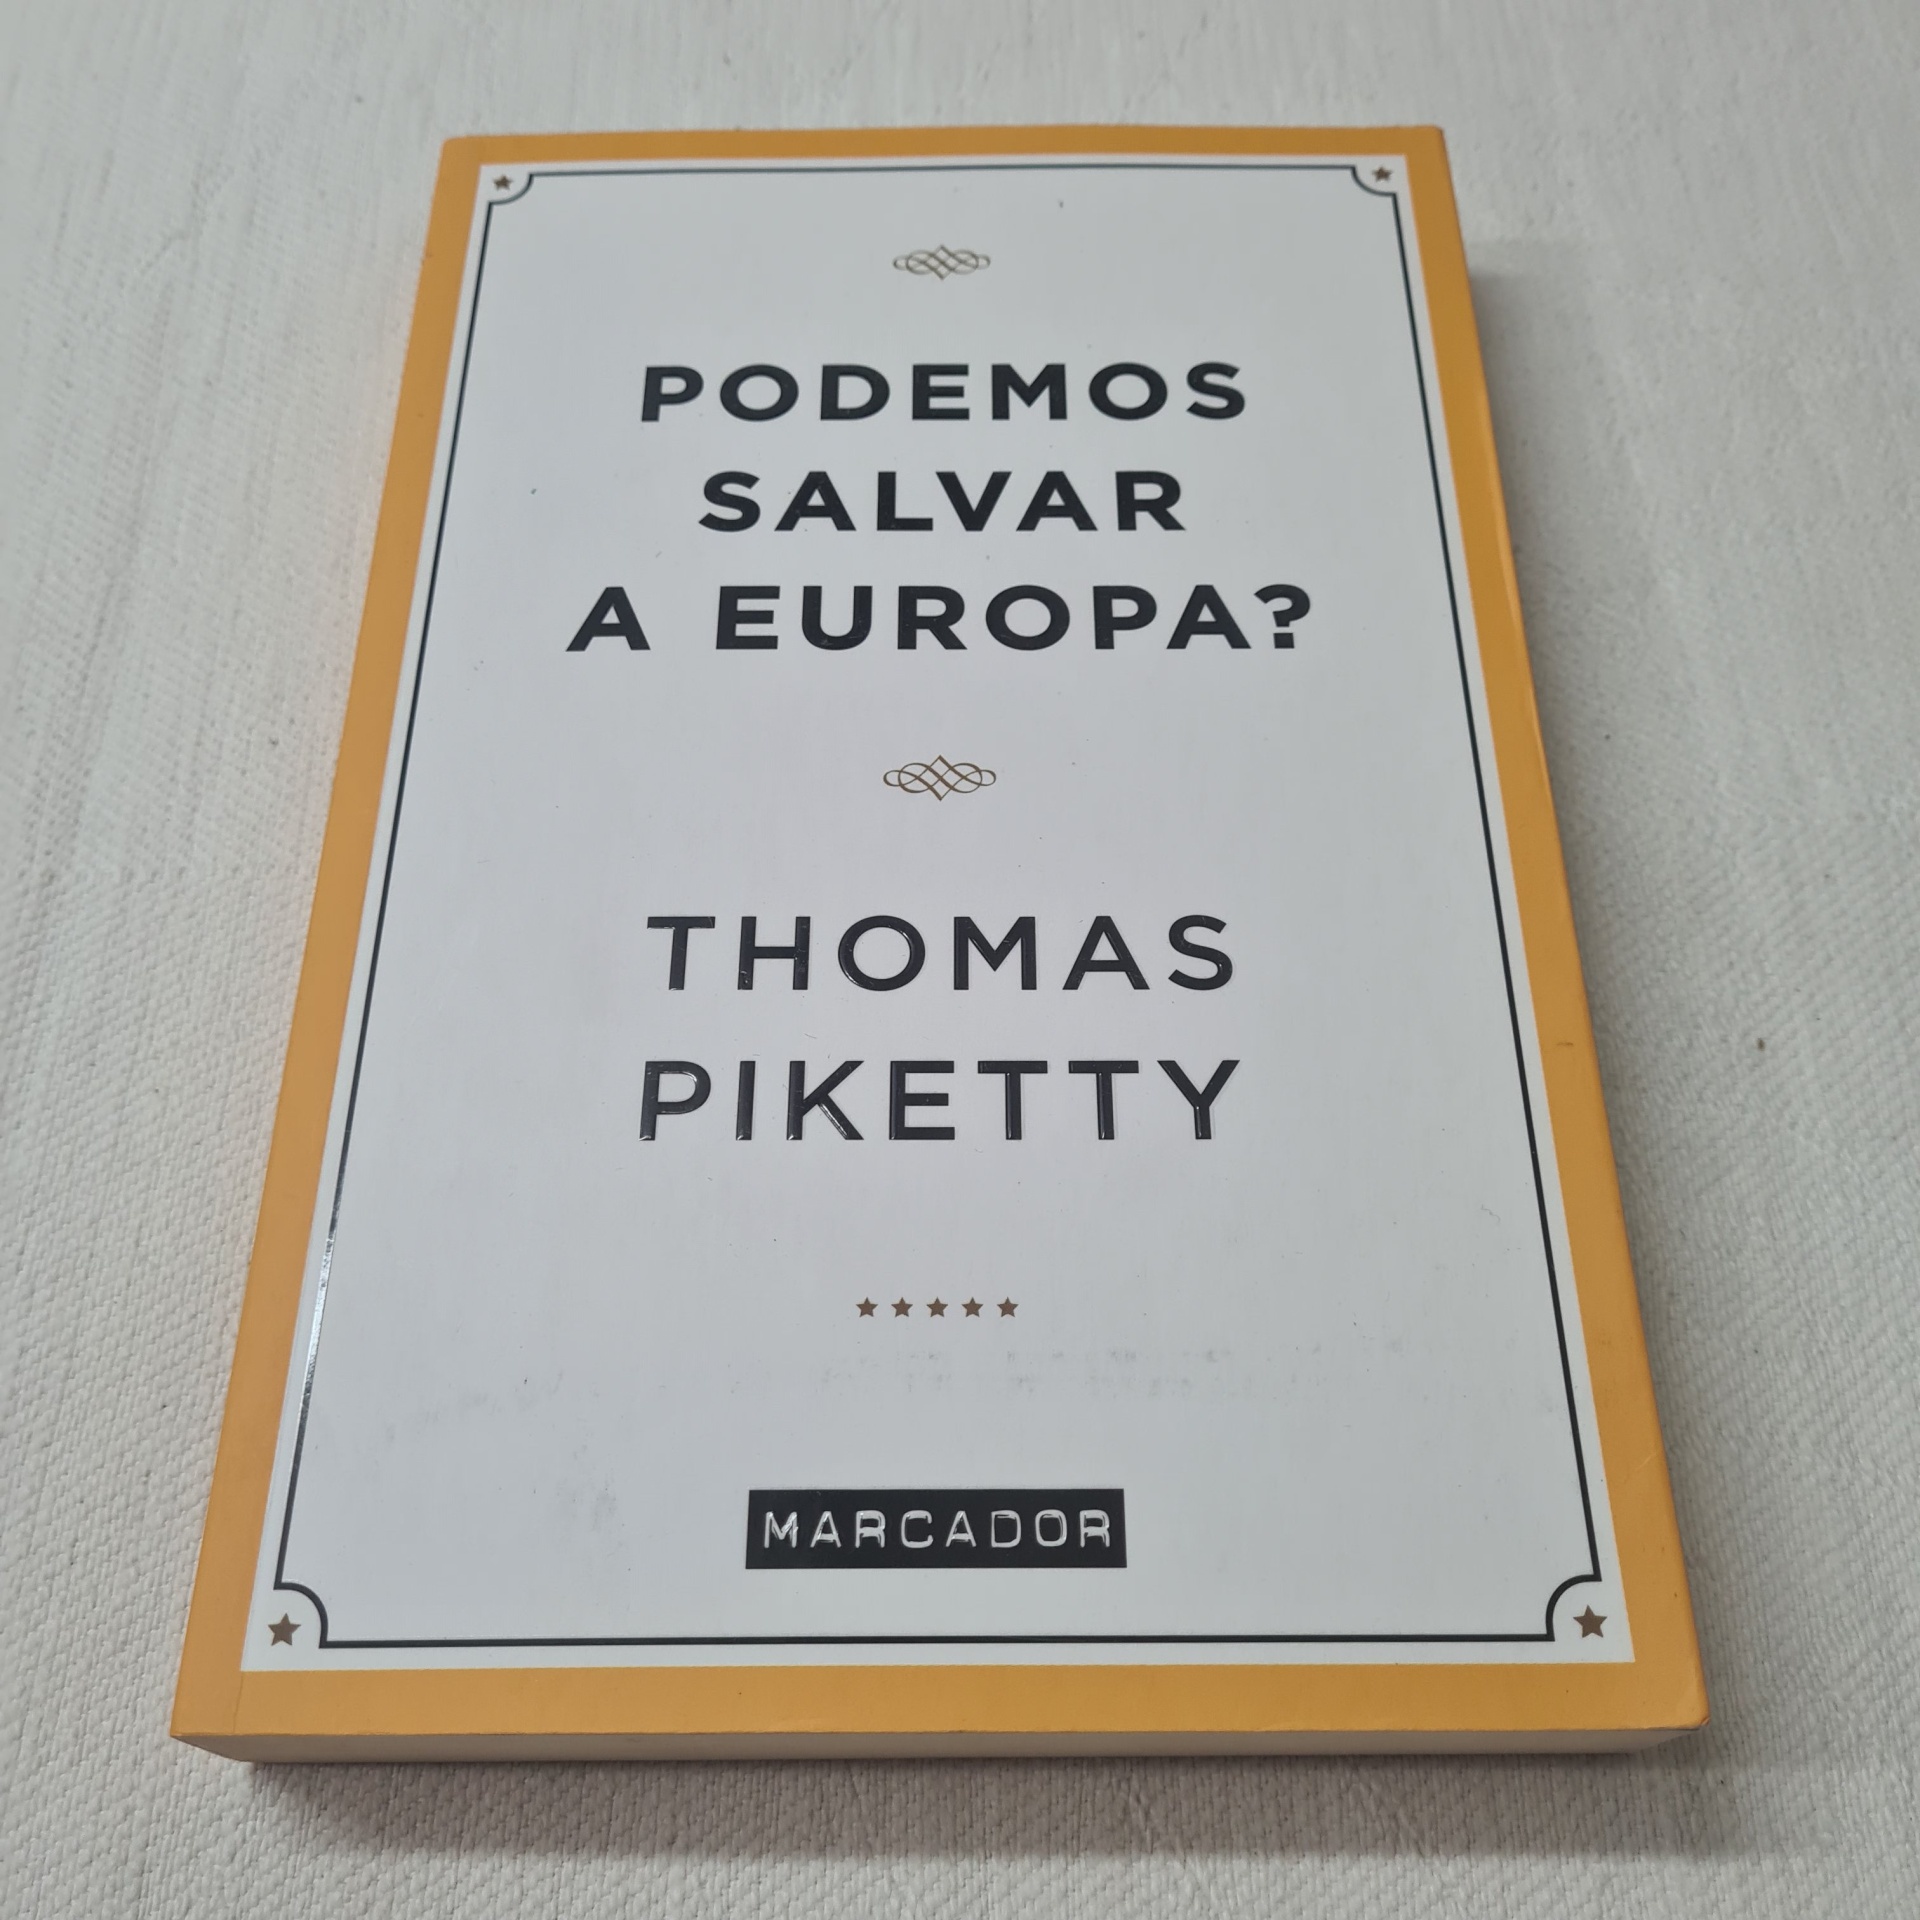 PODEMOS
SALVAR
A EUROPA?
THOMAS
PIKETTY
MARCADOR